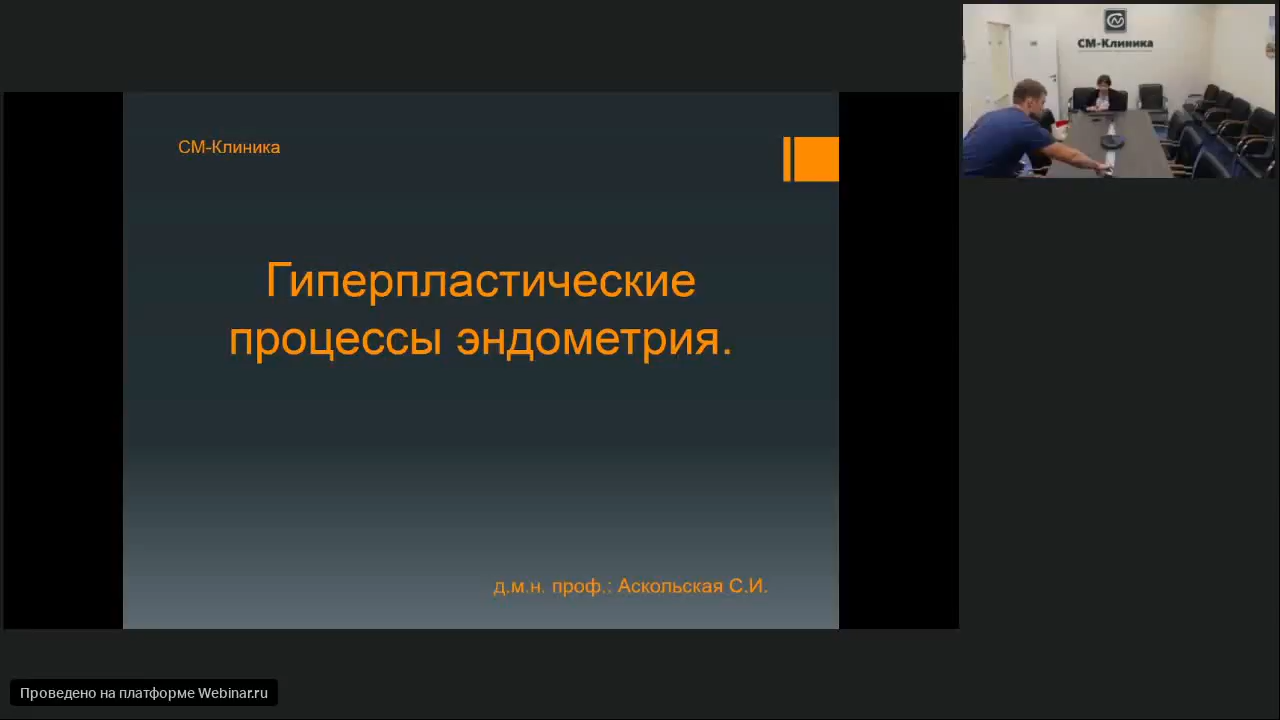 СМ-Клиника
Гиперпластические
процессы эндометрия.
д.м.н. проф.: Аскольская С.И.
СМ-Клиника
Проведено на платформе Webinar.ru